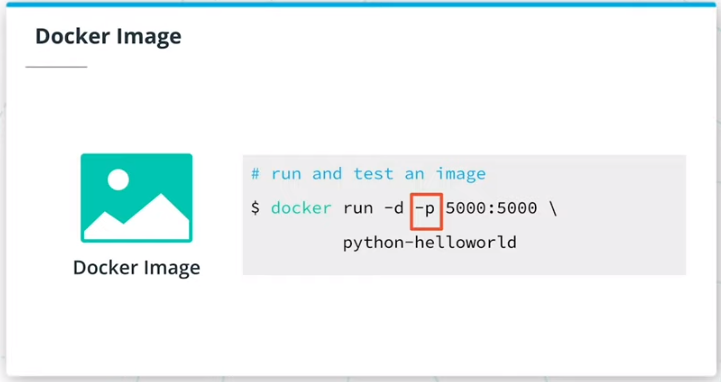 Docker Image
# run and test an image
$ docker run -d -p 5000:5000 \
python-helloworld
Docker Image